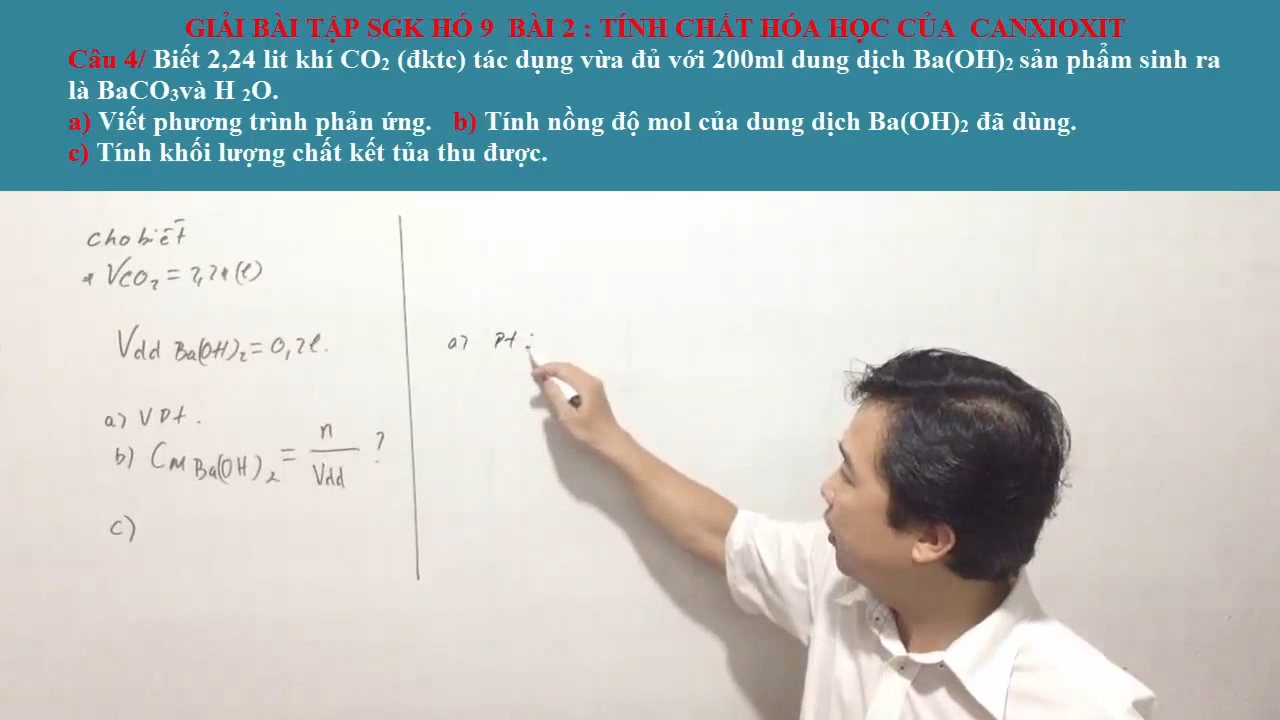 GIẢI BÀI TẬP SGK HÓ 9 BÀI 2 : TÍNH CHẤT HÓA HỌC CỦA CANXIOXIT
Câu 4/ Biết 2,24 lit khí CO₂ (đktc) tác dụng vừa đủ với 200ml dung dịch Ba(OH)₂ sản phẩm sinh ra
là BaCO₃và H ₂O.
a) Viết phương trình phản ứng. b) Tính nồng độ mol của dung dịch Ba(OH)₂ đã dùng.
c) Tính khối lượng chất kết tủa thu được.
Cho biết
* VCO₂ = 2,24 (l)
Vdd Ba(OH)₂ = 0,2l.
a) V Pt.
b) CM Ba(OH)₂ = n / Vdd ?
c)
a) Pt :